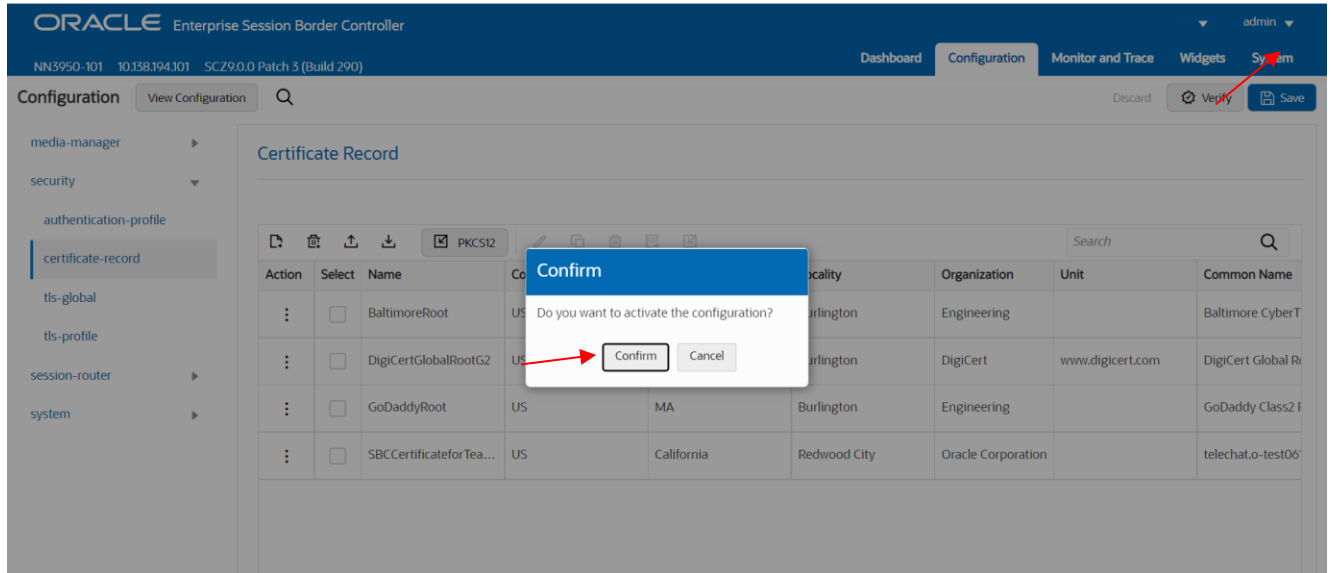 ORACLE Enterprise Session Border Controller
admin
NN3950-101 10.138.194.101 SCZ9.0.0 Patch 3 (Build 290)
Dashboard Configuration Monitor and Trace Widgets System
Configuration View Configuration Discard Verify Save
media-manager
security
authentication-profile
certificate-record
tls-global
tls-profile
session-router
system
Certificate Record
PKCS12 Search
Action Select Name Co ocality Organization Unit Common Name
BaltimoreRoot US urlington Engineering Baltimore CyberT
DigiCertGlobalRootG2 US urlington DigiCert www.digicert.com DigiCert Global Ro
GoDaddyRoot US MA Burlington Engineering GoDaddy Class2
SBCCertificateforTea... US California Redwood City Oracle Corporation telechat.o-test06
Confirm
Do you want to activate the configuration?
Confirm Cancel